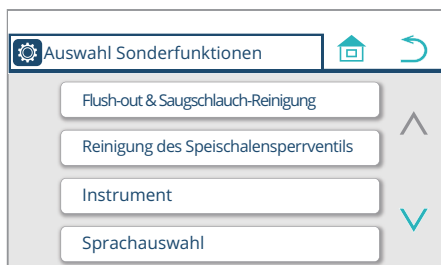 Auswahl Sonderfunktionen
Flush-out & Saugschlauch-Reinigung
Reinigung des Speischalensperrventils
Instrument
Sprachauswahl